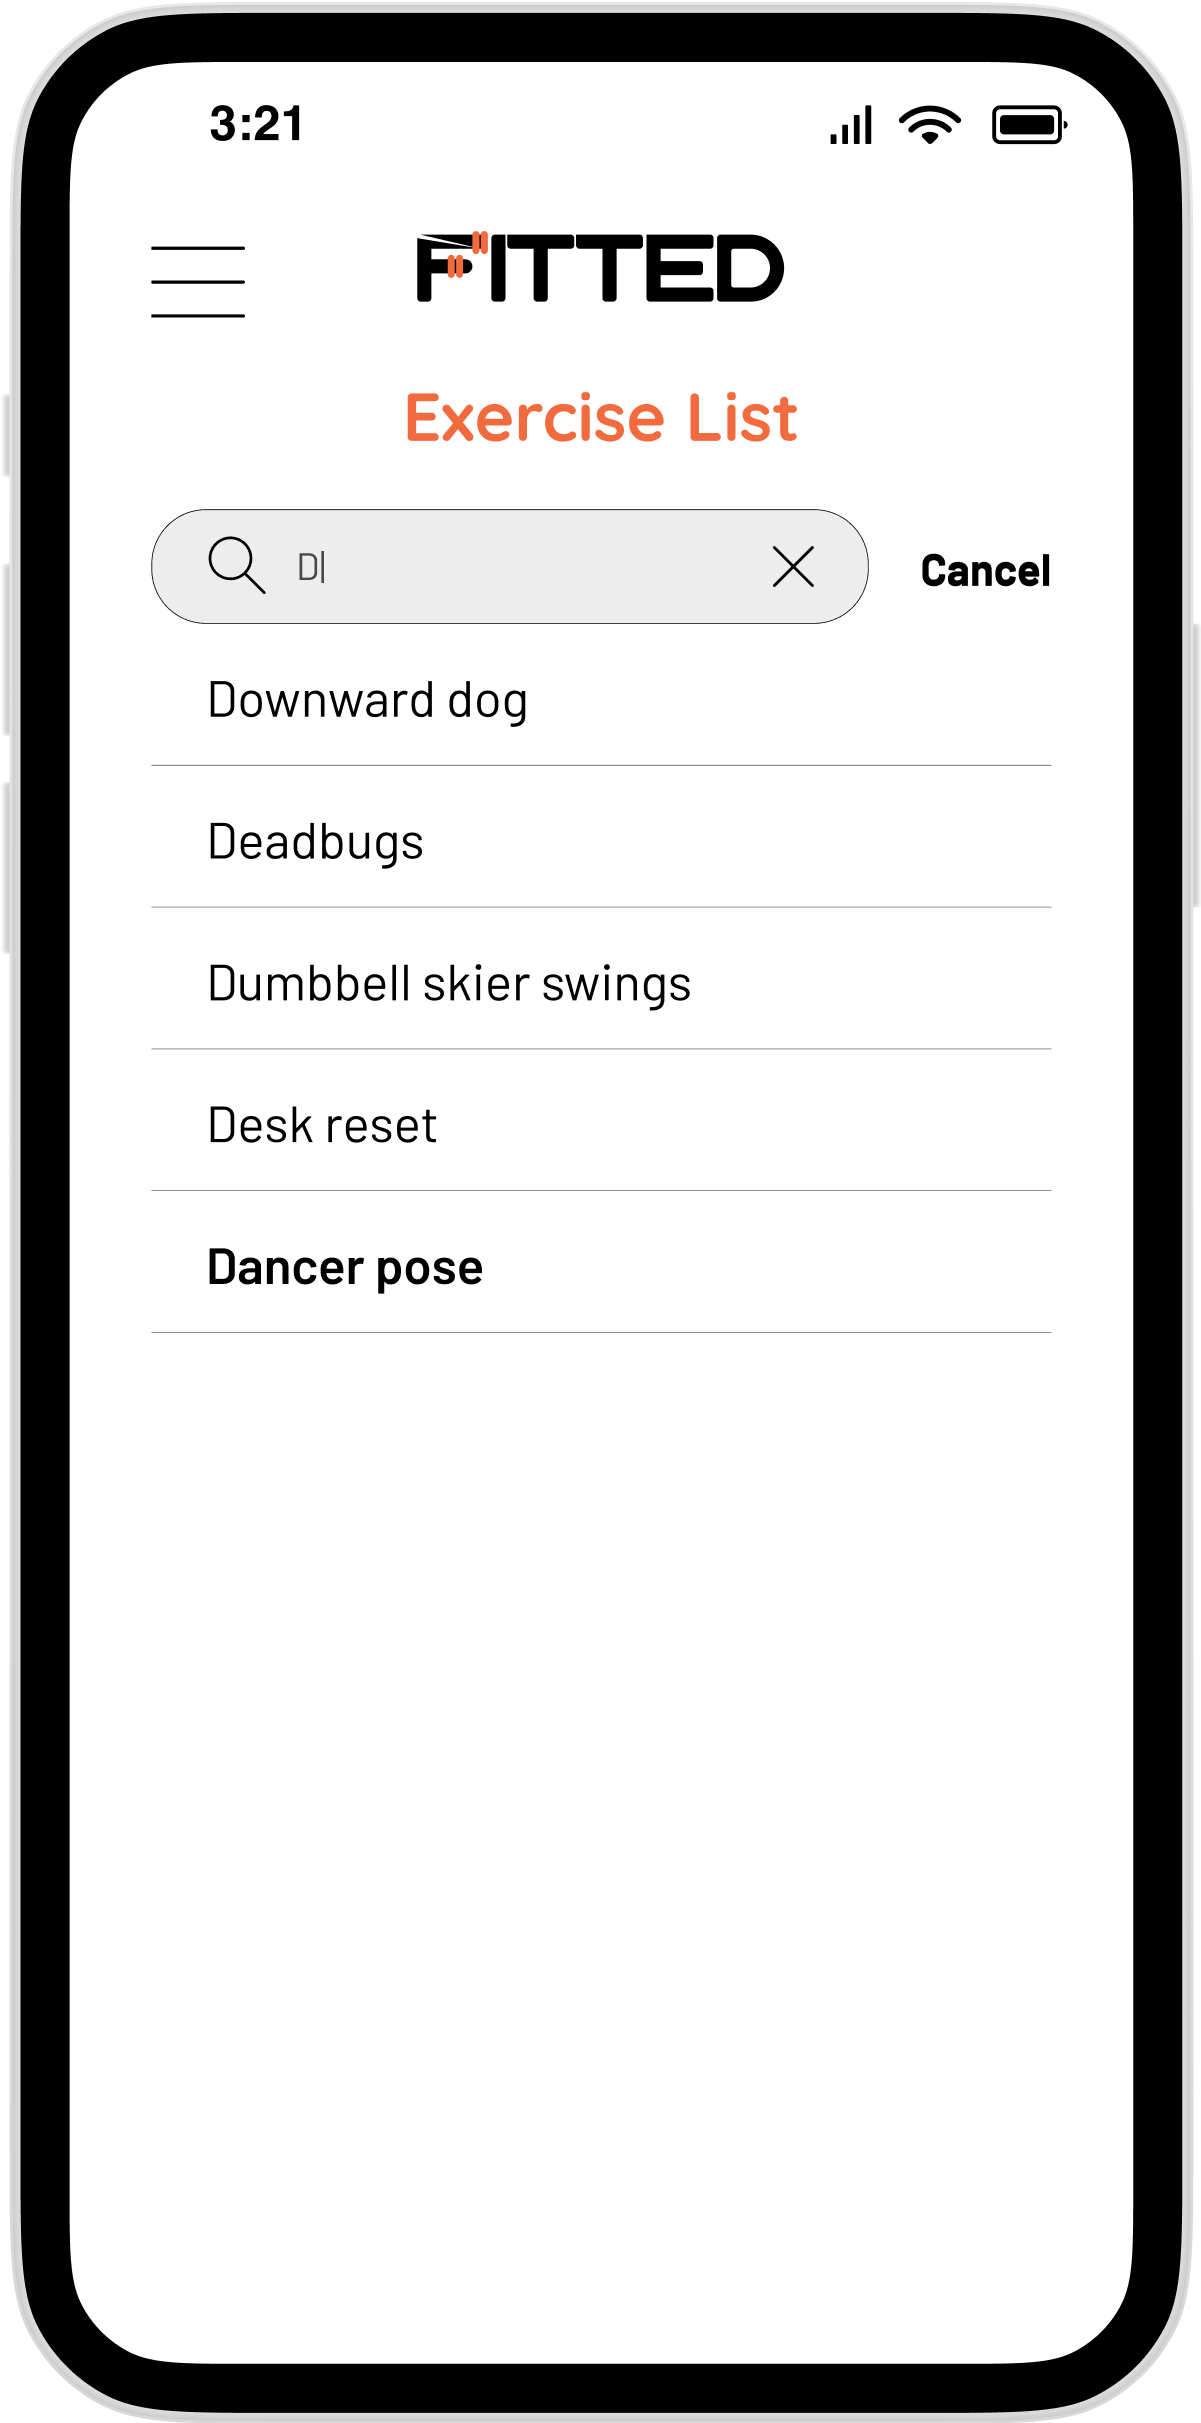 3:21
FITTED
Exercise List
D
Cancel
Downward dog
Deadbugs
Dumbbell skier swings
Desk reset
Dancer pose